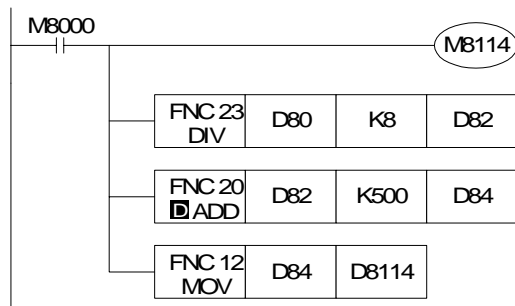 M8000
M8114
FNC 23 D80 K8 D82
DIV
FNC 20 D82 K500 D84
D ADD
FNC 12 D84 D8114
MOV